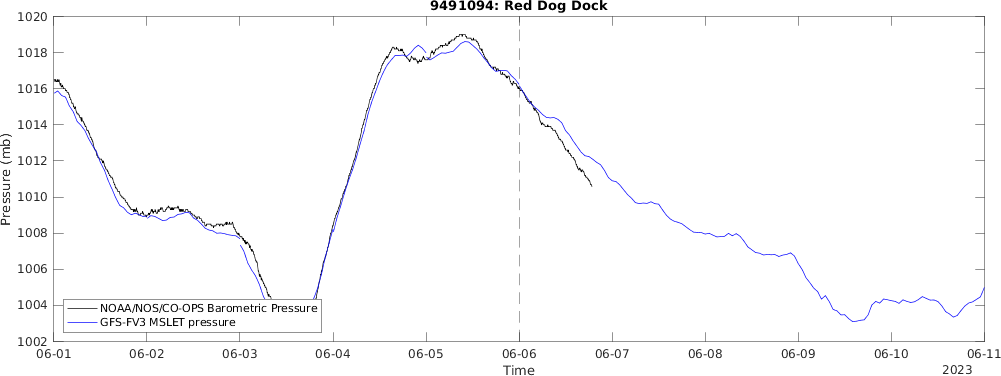 9491094: Red Dog Dock
1020
1018
1016
1014
1012
1010
1008
1006
1004
1002
Pressure (mb)
NOAA/NOS/CO-OPS Barometric Pressure
GFS-FV3 MSLET pressure
06-01 06-02 06-03 06-04 06-05 06-06 06-07 06-08 06-09 06-10 06-11
Time
2023